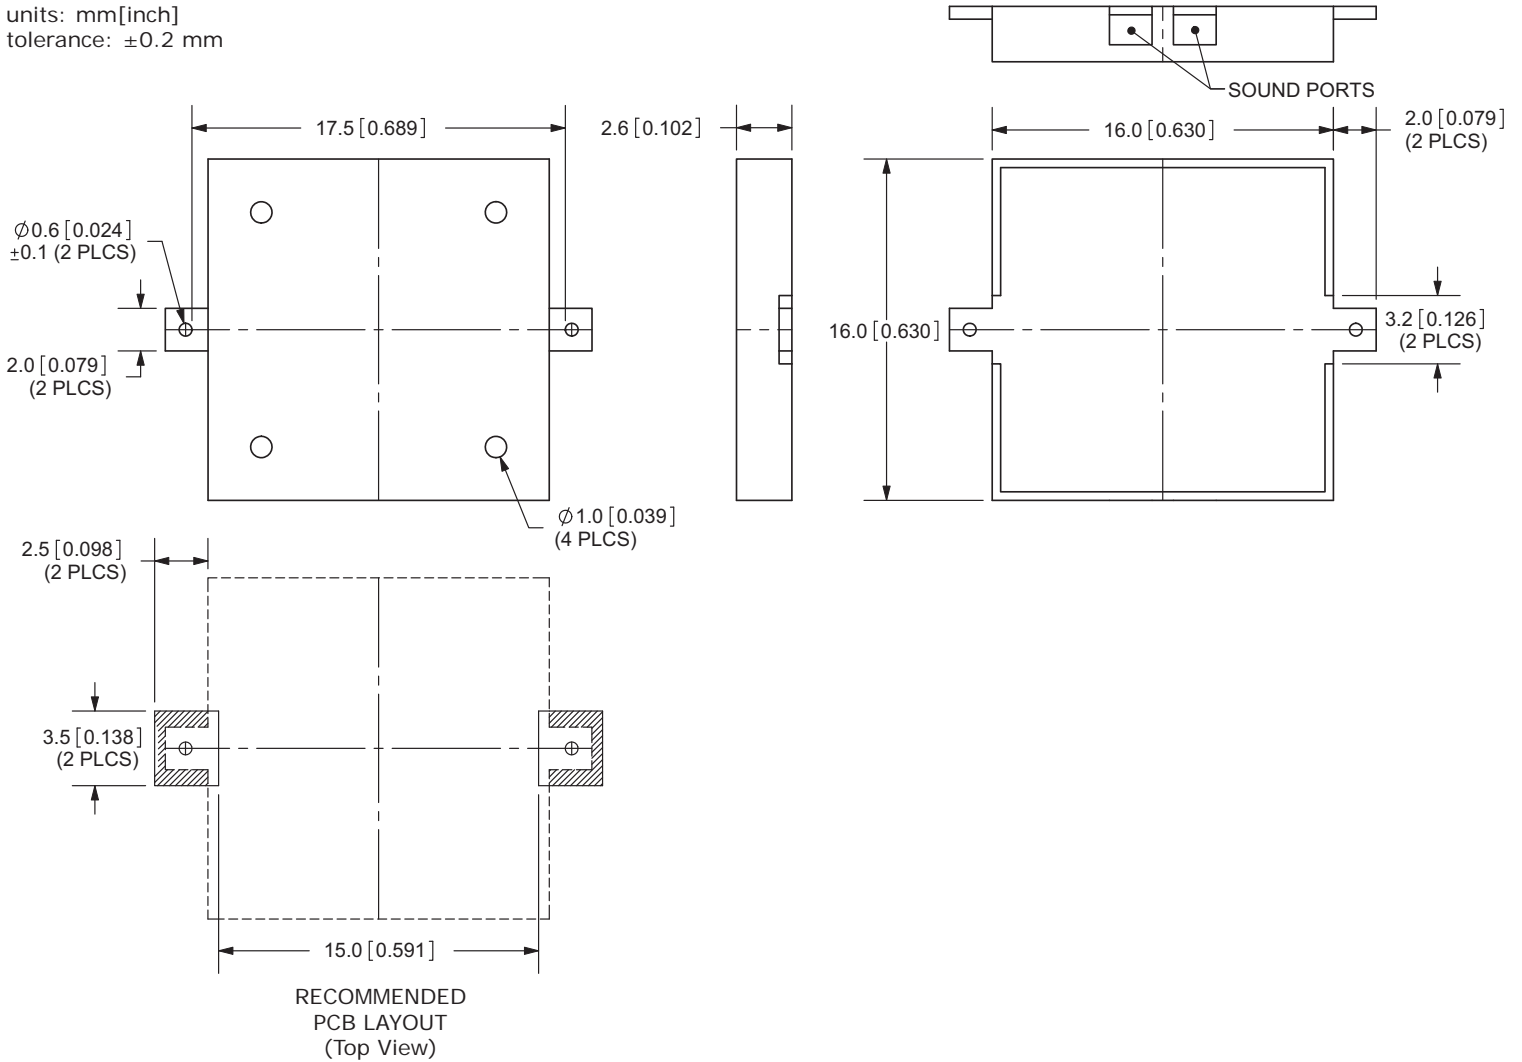 units: mm[inch]
tolerance: ±0.2 mm
SOUND PORTS
17.5 [0.689]
2.6 [0.102]
16.0 [0.630]
2.0 [0.079]
(2 PLCS)
Ø0.6 [0.024]
±0.1 (2 PLCS)
2.0 [0.079]
(2 PLCS)
16.0 [0.630]
3.2 [0.126]
(2 PLCS)
Ø1.0 [0.039]
(4 PLCS)
2.5 [0.098]
(2 PLCS)
3.5 [0.138]
(2 PLCS)
15.0 [0.591]
RECOMMENDED
PCB LAYOUT
(Top View)